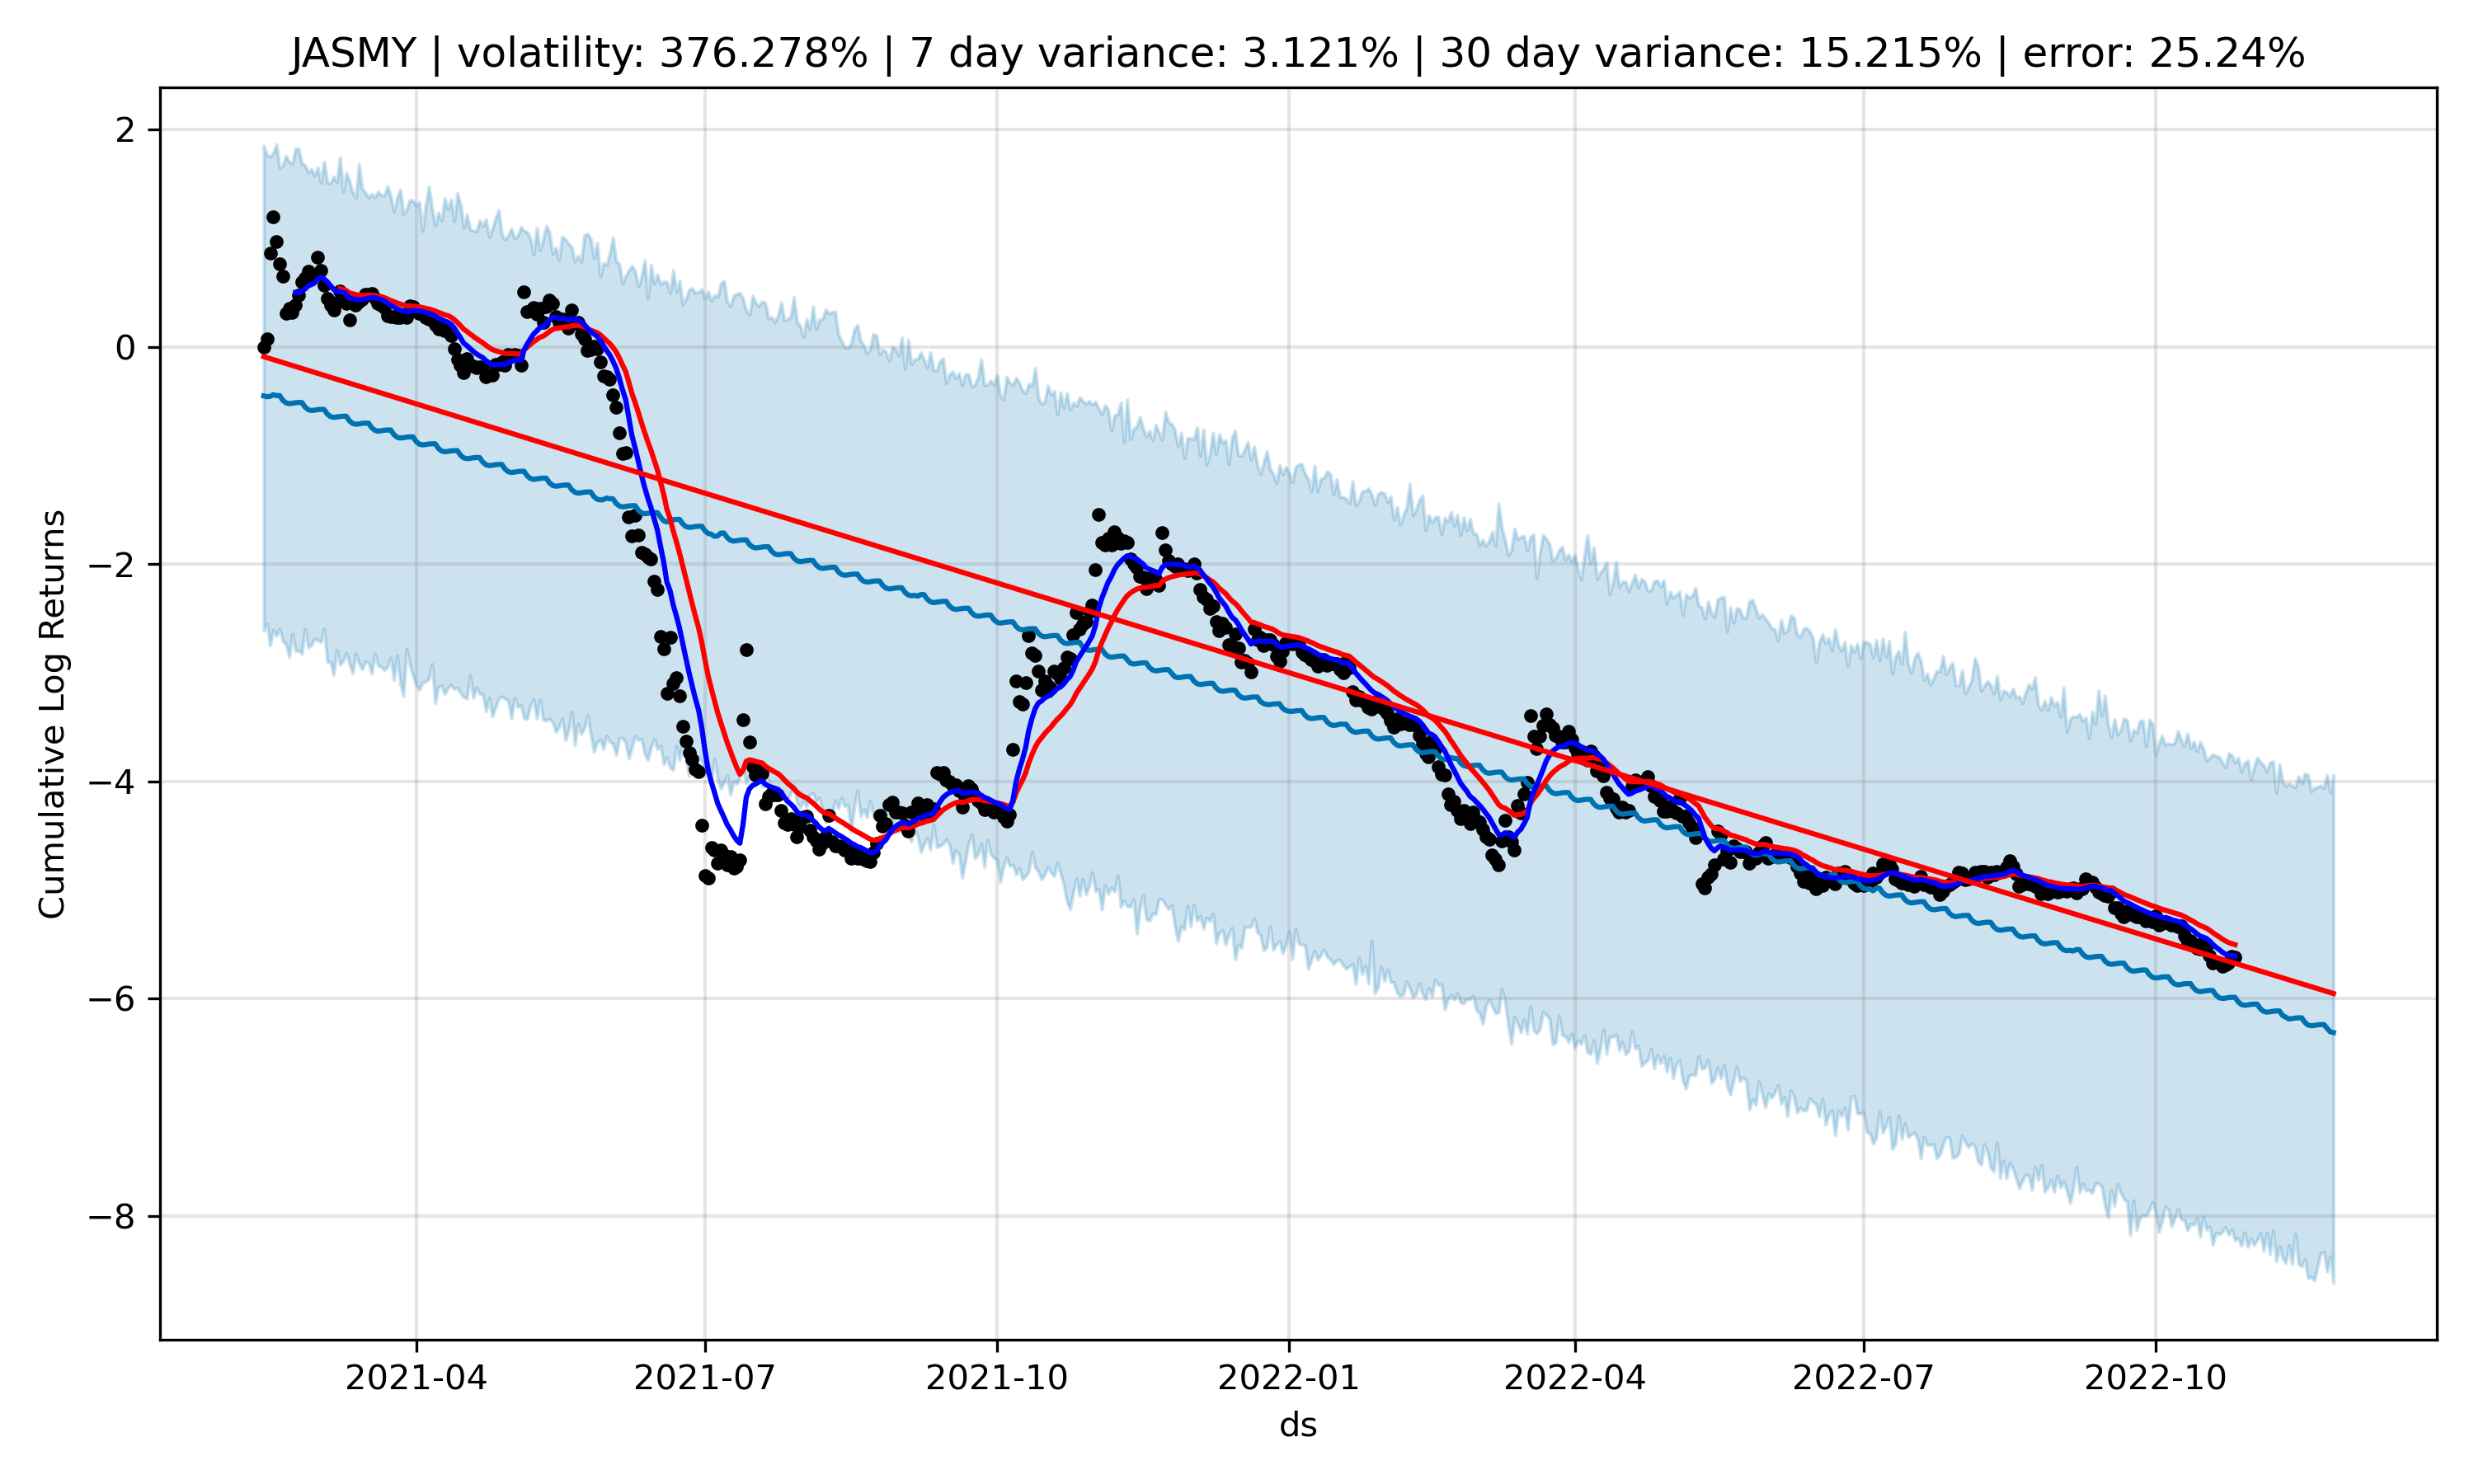 JASMY | volatility: 376.278% | 7 day variance: 3.121% | 30 day variance: 15.215% | error: 25.24%
2
0
−2
−4
−6
−8
Cumulative Log Returns
2021-04 2021-07 2021-10 2022-01 2022-04 2022-07 2022-10
ds